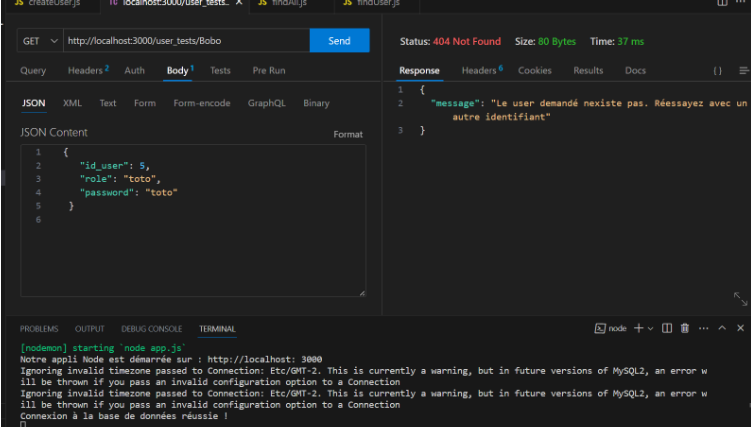 JS createUser.js TC localhost:3000/user_tests.. X JS findAll.js JS findUser.js
GET http://localhost:3000/user_tests/Bobo Send
Query Headers 2 Auth Body 1 Tests Pre Run
JSON XML Text Form Form-encode GraphQL Binary
JSON Content Format
1 {
2 "id_user": 5,
3 "role": "toto",
4 "password": "toto"
5 }
6
Status: 404 Not Found Size: 80 Bytes Time: 37 ms
Response Headers 6 Cookies Results Docs { }
1 {
2 "message": "Le user demandé nexiste pas. Réessayez avec un
autre identifiant"
3 }
PROBLEMS OUTPUT DEBUG CONSOLE TERMINAL node
[nodemon] starting `node app.js`
Notre appli Node est démarrée sur : http://localhost: 3000
Ignoring invalid timezone passed to Connection: Etc/GMT-2. This is currently a warning, but in future versions of MySQL2, an error w
ill be thrown if you pass an invalid configuration option to a Connection
Ignoring invalid timezone passed to Connection: Etc/GMT-2. This is currently a warning, but in future versions of MySQL2, an error w
ill be thrown if you pass an invalid configuration option to a Connection
Connexion à la base de données réussie !